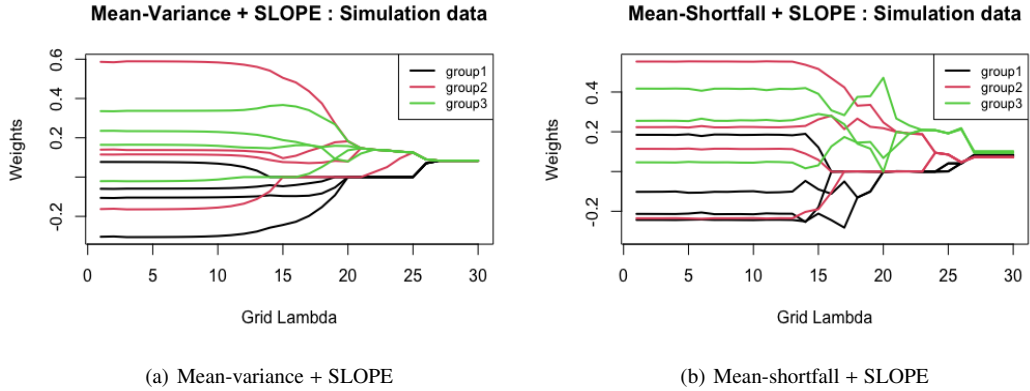 Mean-Variance + SLOPE : Simulation data
Weights
0.6
0.4
0.2
-0.2
group1
group2
group3
0 5 10 15 20 25 30
Grid Lambda
(a) Mean-variance + SLOPE
Mean-Shortfall + SLOPE : Simulation data
Weights
0.4
0.2
-0.2
group1
group2
group3
0 5 10 15 20 25 30
Grid Lambda
(b) Mean-shortfall + SLOPE